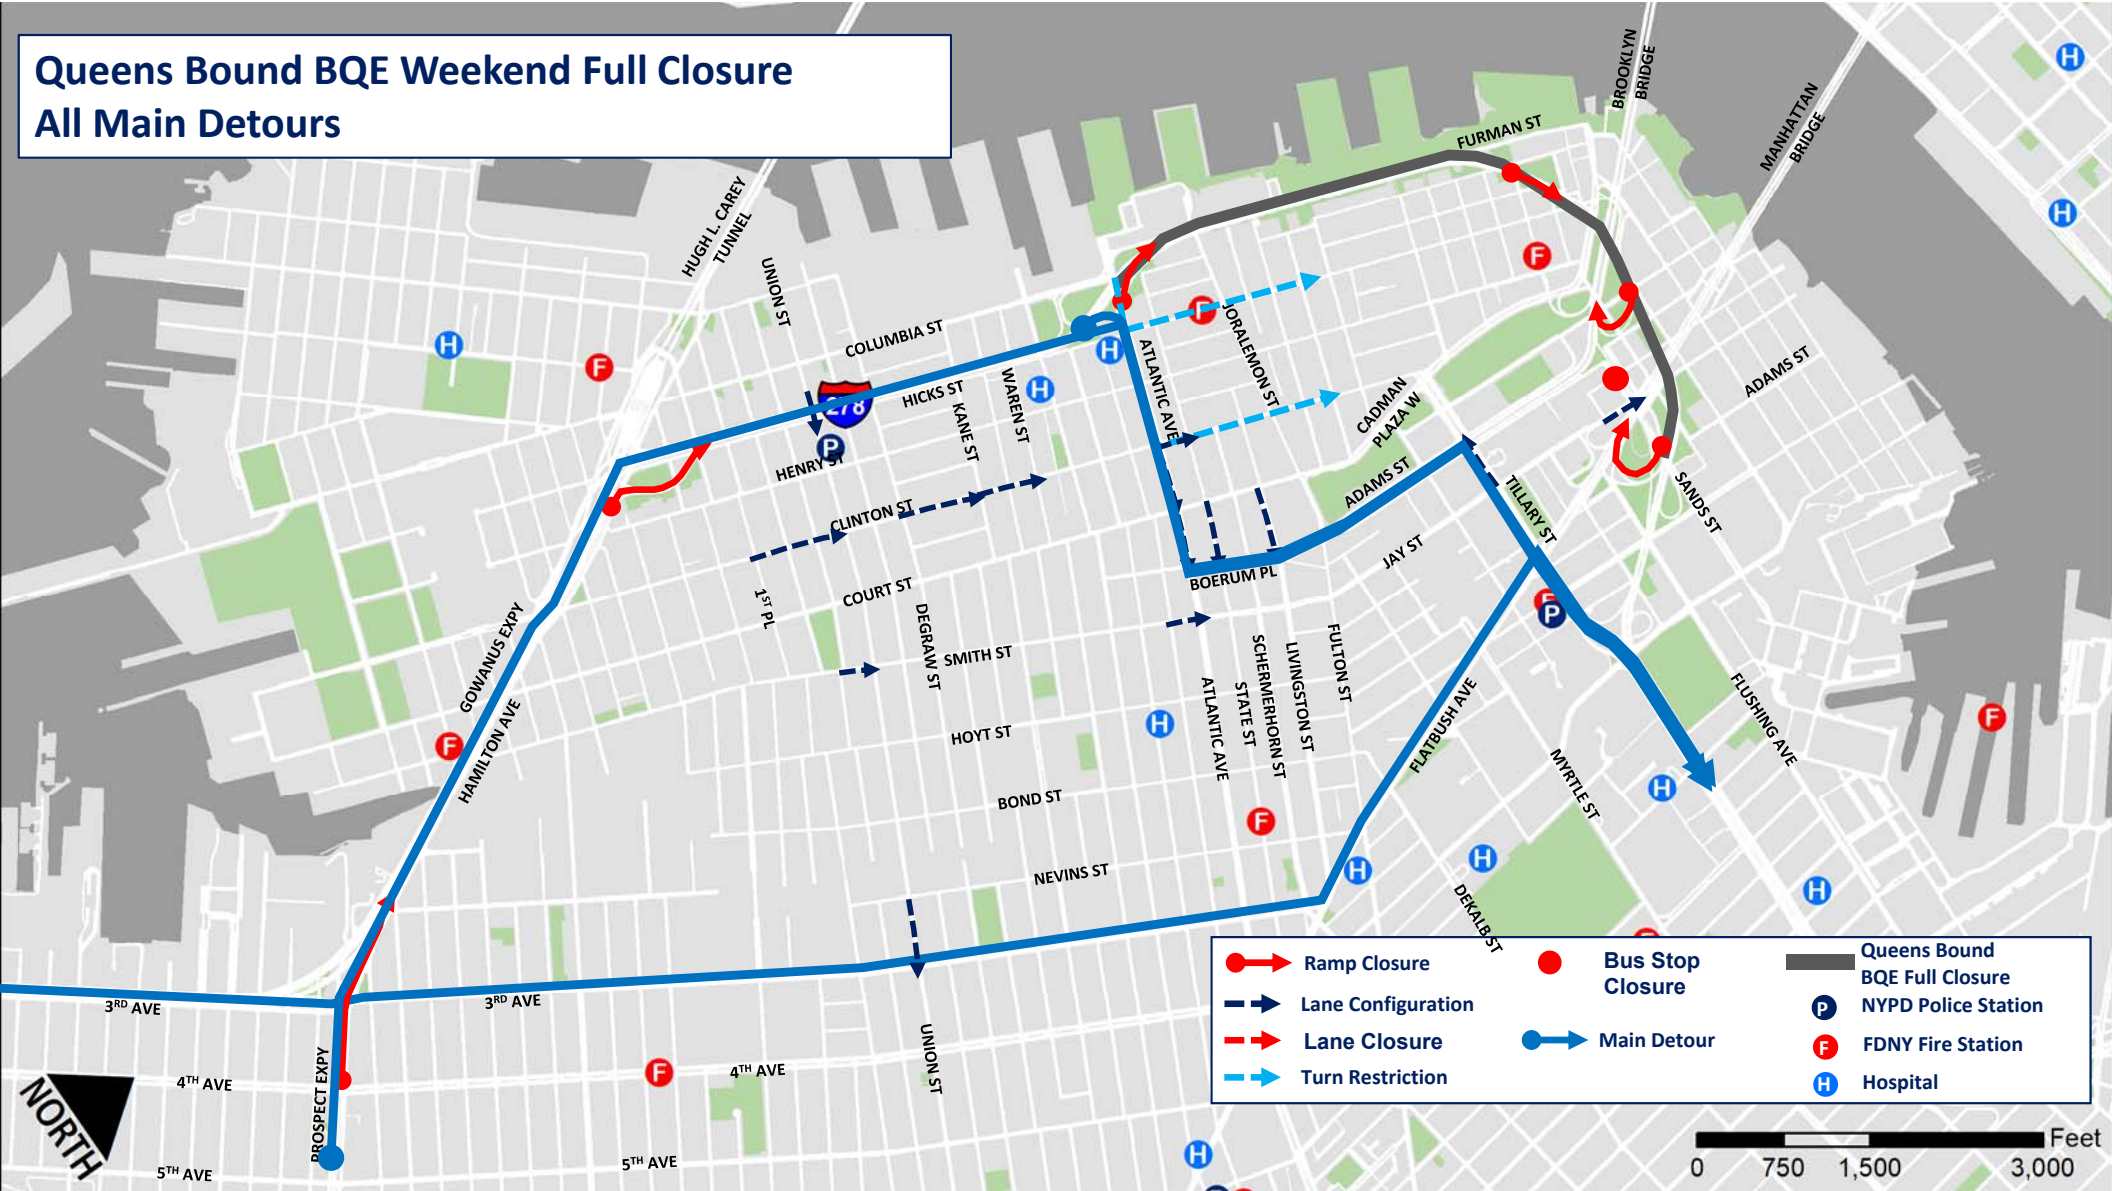 Queens Bound BQE Weekend Full Closure
All Main Detours
BROOKLYN
BRIDGE
MANHATTAN
BRIDGE
FURMAN ST
HUGH L. CAREY
TUNNEL
UNION ST
COLUMBIA ST
278
HICKS ST
KANE ST
WAREN ST
ATLANTIC AVE
JORALEMON ST
CADMAN
PLAZA W
ADAMS ST
HENRY ST
CLINTON ST
ADAMS ST
TILLARY ST
SANDS ST
JAY ST
BOERUM PL
1ST PL
COURT ST
DEGRAW ST
SMITH ST
GOWANUS EXPY
HAMILTON AVE
HOYT ST
ATLANTIC AVE
STATE ST
SCHERMERHORN ST
LIVINGSTON ST
FULTON ST
FLATBUSH AVE
MYRTLE ST
FLUSHING AVE
BOND ST
NEVINS ST
DEKALB ST
3RD AVE
3RD AVE
UNION ST
4TH AVE
4TH AVE
PROSPECT EXPY
5TH AVE
5TH AVE
NORTH
Ramp Closure
Lane Configuration
Lane Closure
Turn Restriction
Bus Stop
Closure
Main Detour
Queens Bound
BQE Full Closure
P NYPD Police Station
F FDNY Fire Station
H Hospital
Feet
0 750 1,500 3,000